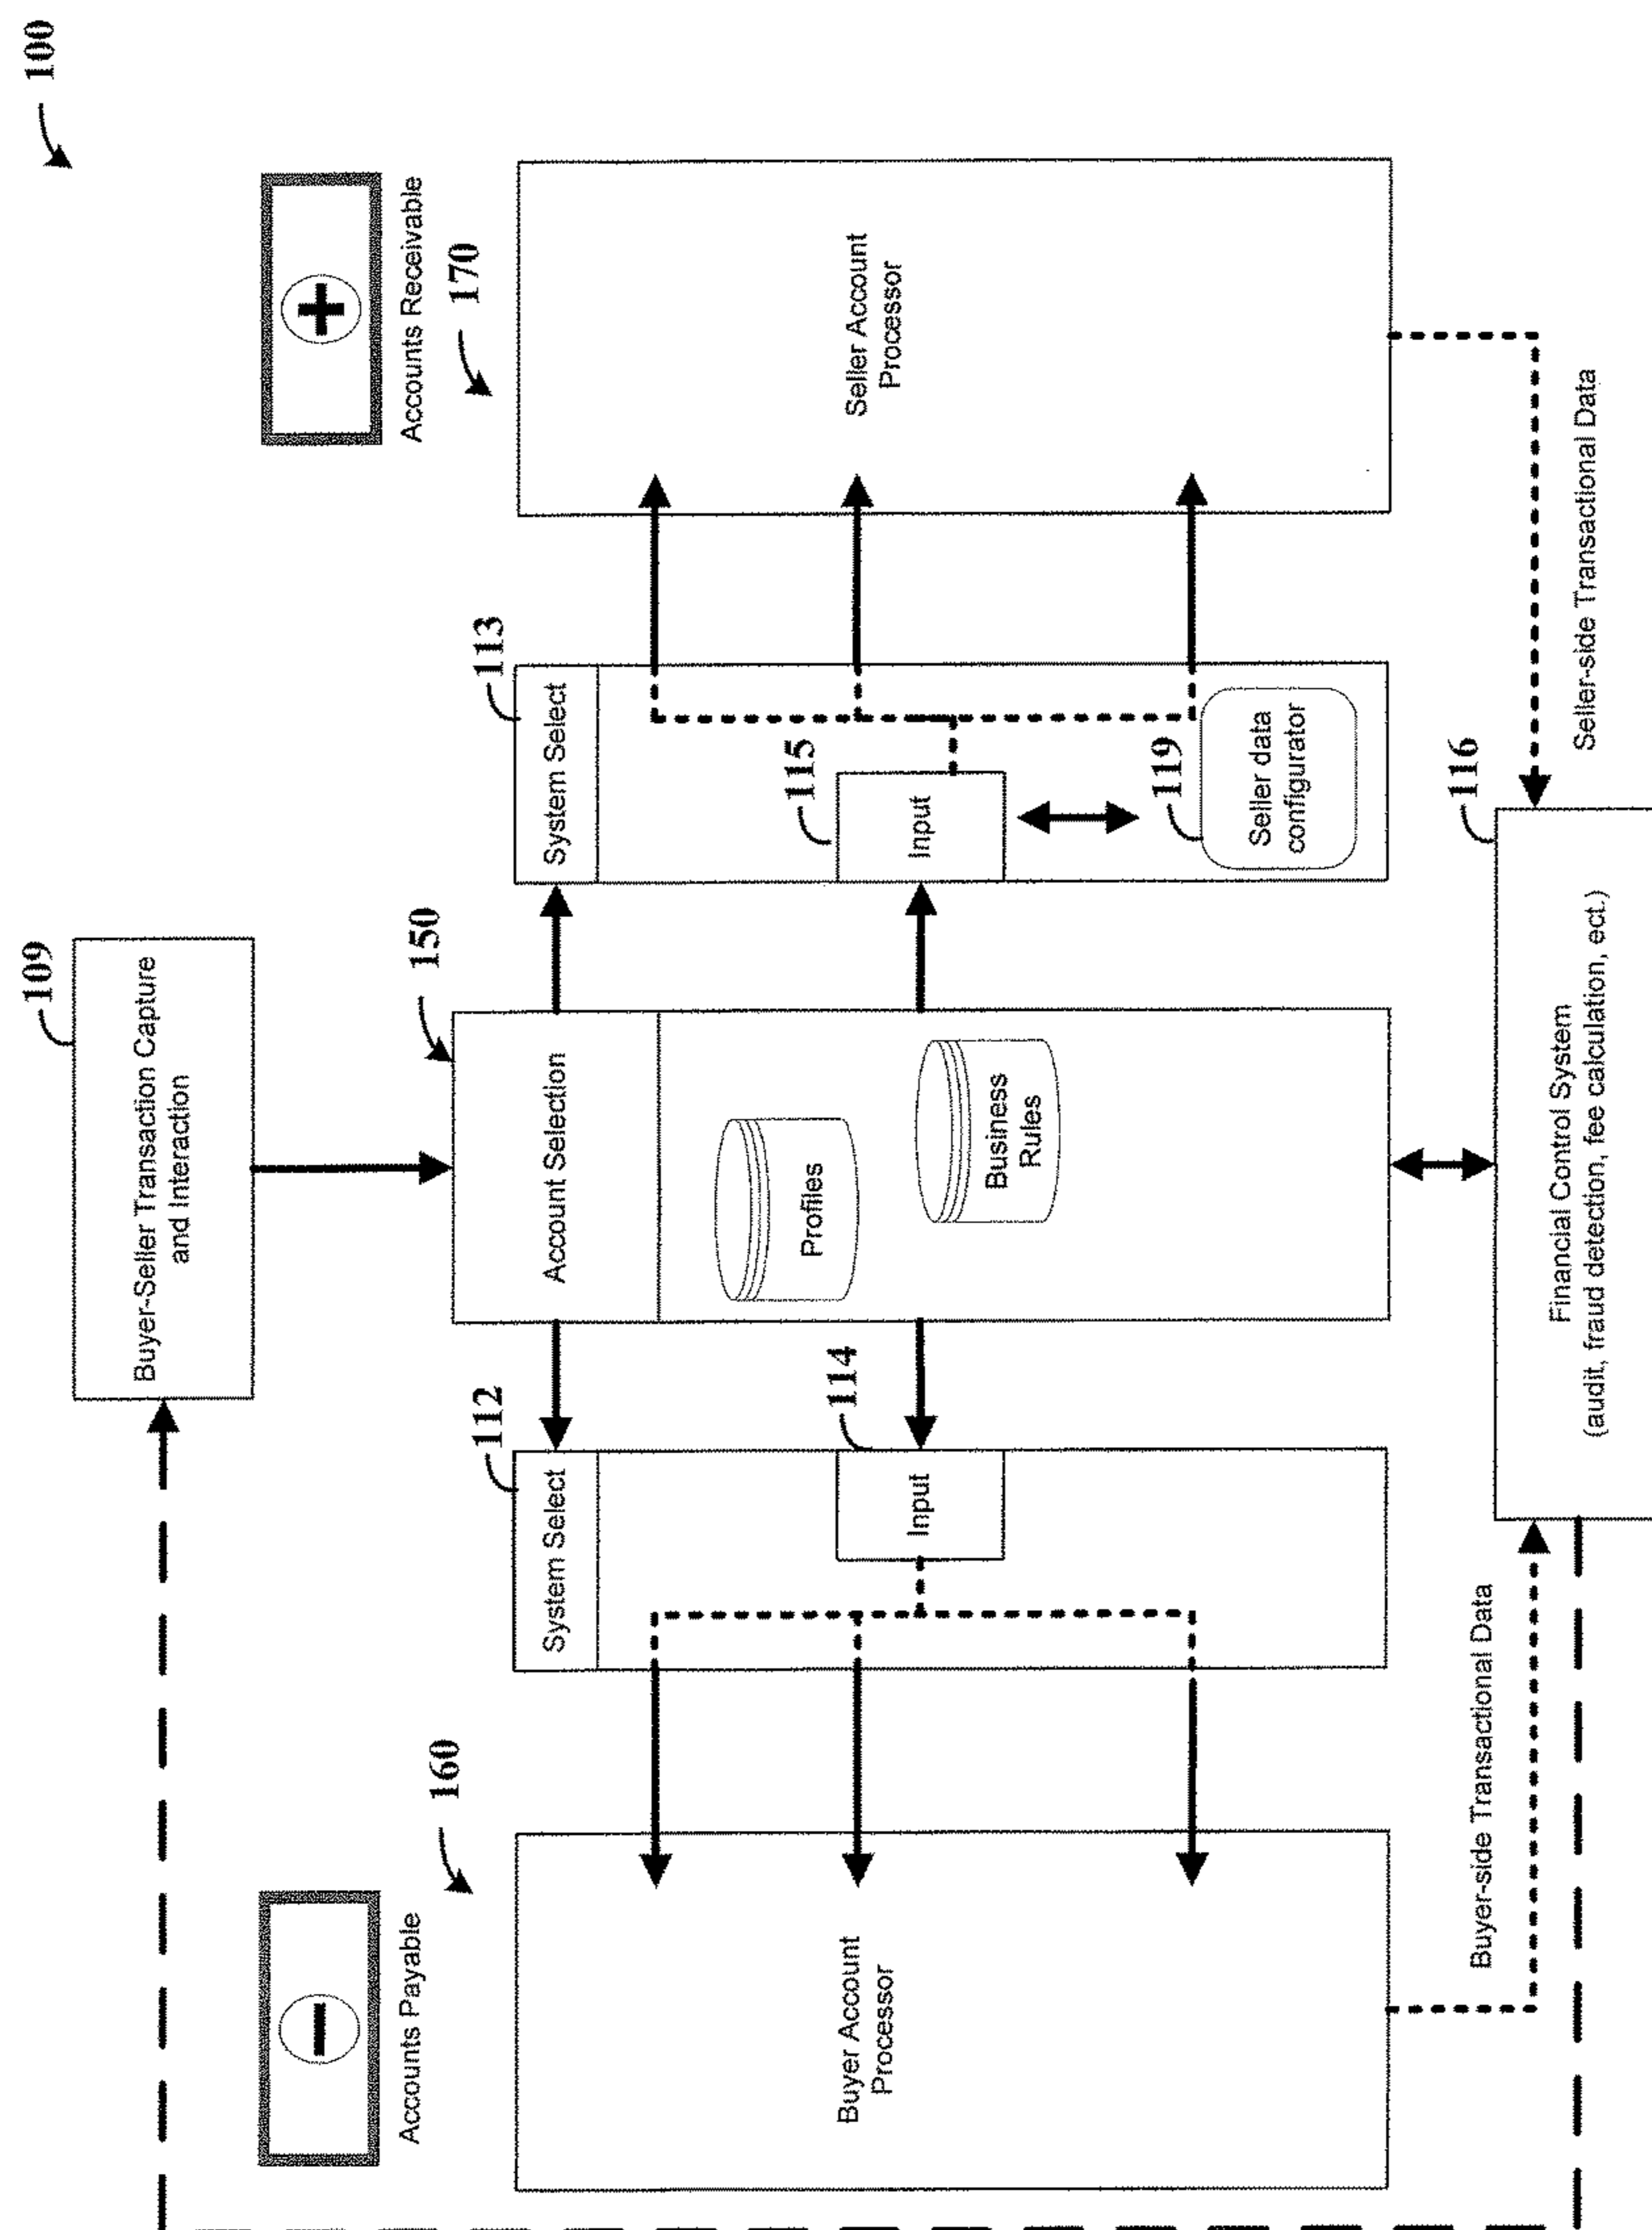 100
109
Buyer-Seller Transaction Capture
and Interaction
Accounts Payable
Accounts Receivable
160
112
150
113
170
System Select
Account Selection
System Select
Profiles
Business
Rules
114
Input
115
Input
119
Seller data
configurator
Buyer Account
Processor
Seller Account
Processor
Buyer-side Transactional Data
116
Financial Control System
(audit, fraud detection, fee calculation, ect.)
Seller-side Transactional Data